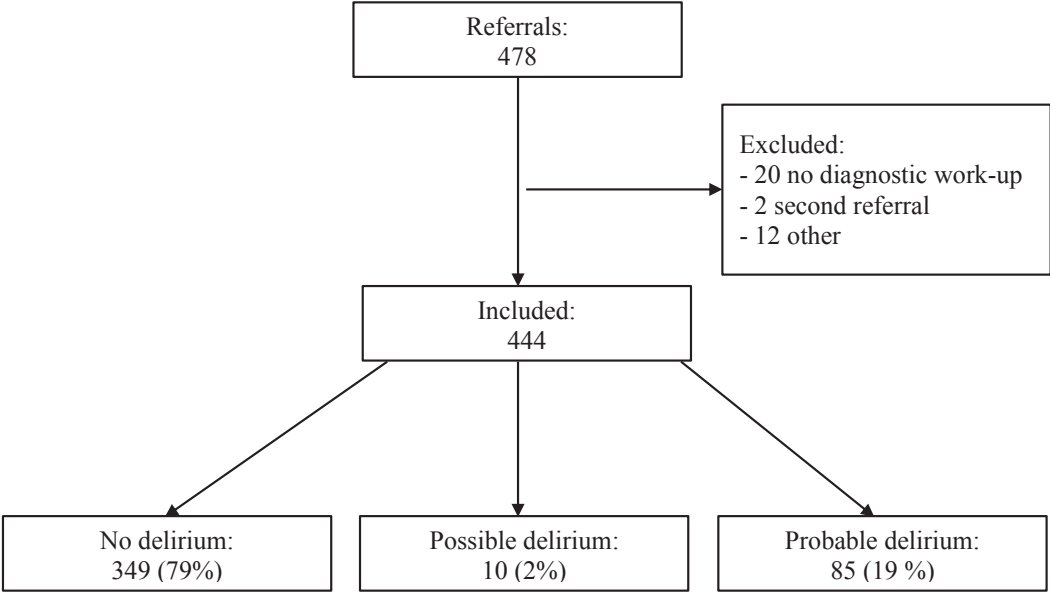 Referrals:
478
Excluded:
- 20 no diagnostic work-up
- 2 second referral
- 12 other
Included:
444
No delirium:
349 (79%)
Possible delirium:
10 (2%)
Probable delirium:
85 (19 %)